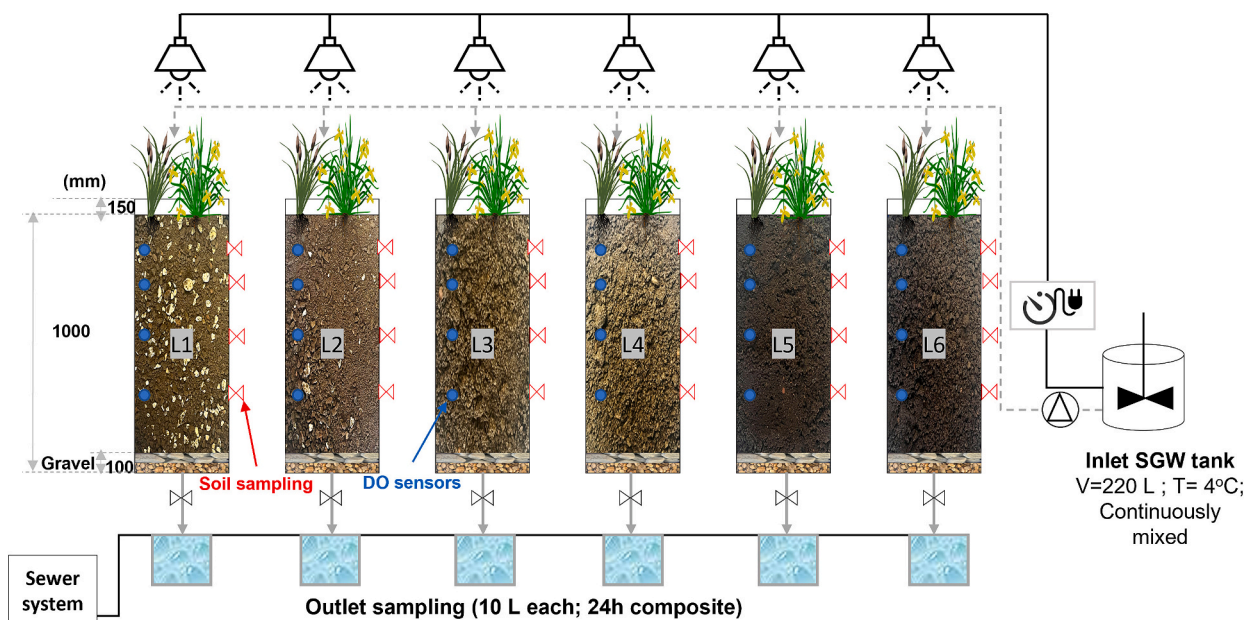 (mm)
150
1000
L1
L2
L3
L4
L5
L6
Gravel
100
Soil sampling
DO sensors
Inlet SGW tank
V=220 L ; T= 4ºC;
Continuously
mixed
Sewer
system
Outlet sampling (10 L each; 24h composite)